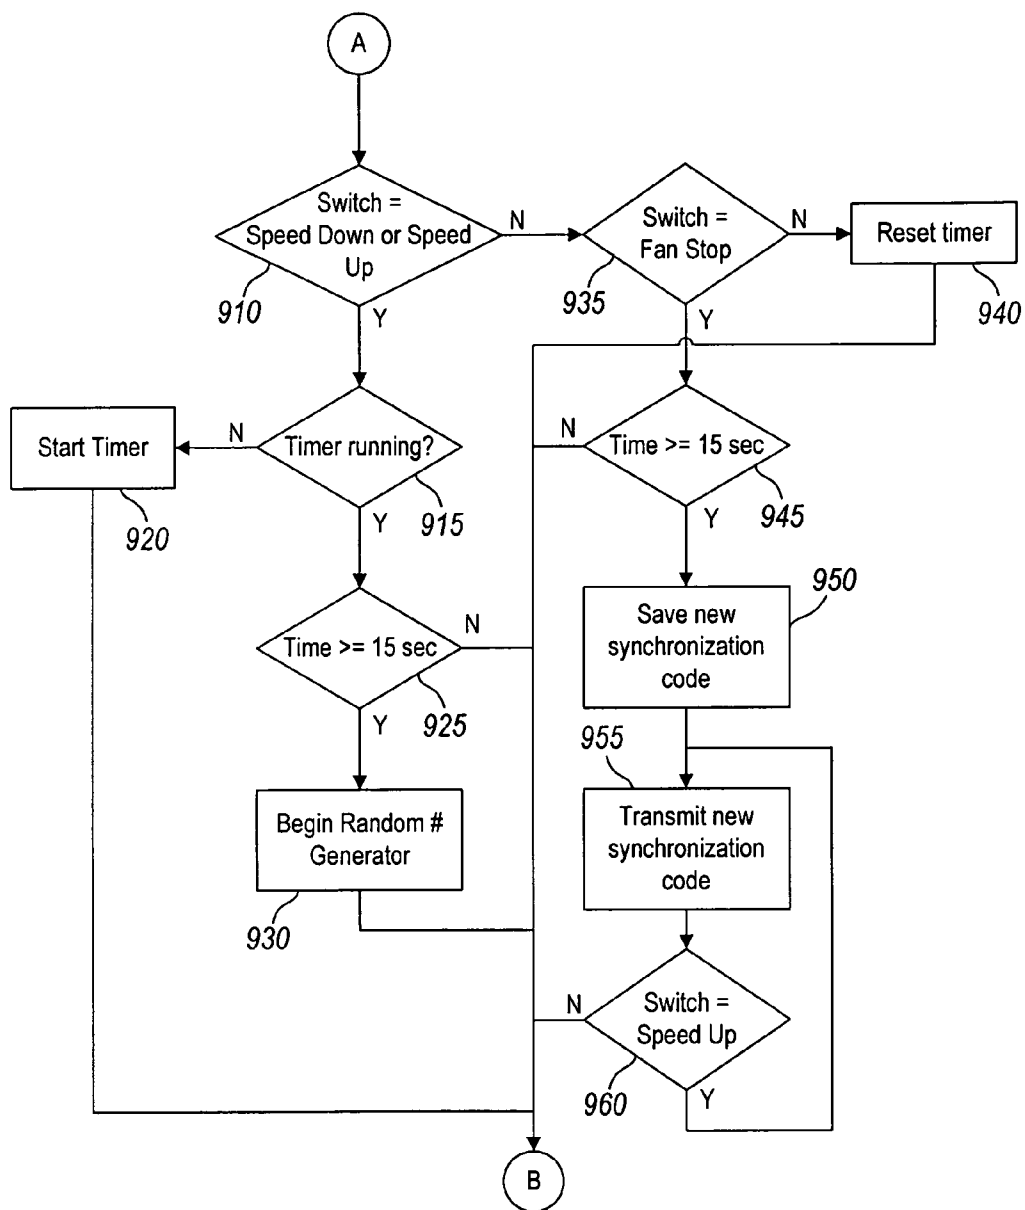 A
Switch =
Speed Down or Speed
Up
N
910
Y
Switch =
Fan Stop
N
935
Y
Reset timer
940
Start Timer
920
N
Timer running?
915
Y
N
Time >= 15 sec
945
Y
Time >= 15 sec
N
925
Y
Save new
synchronization
code
950
Begin Random #
Generator
930
955
Transmit new
synchronization
code
N
Switch =
Speed Up
960
Y
B